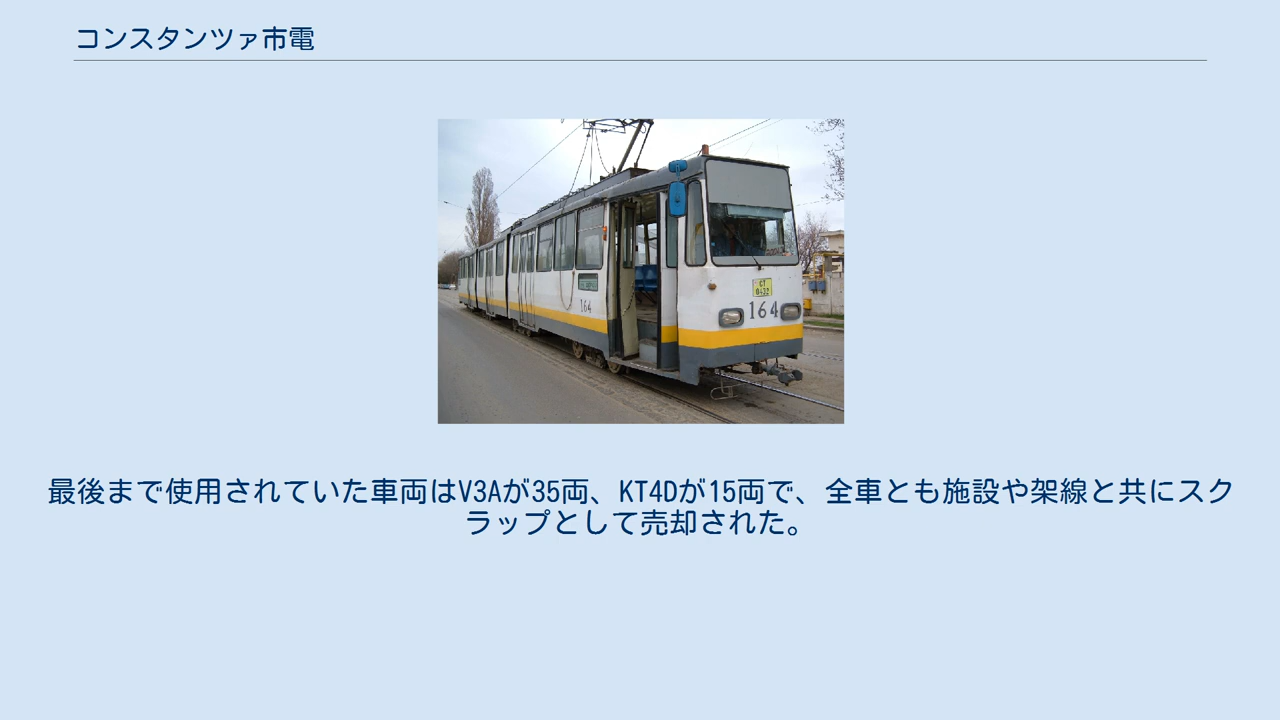 コンスタンツァ市電
164
164
最後まで使用されていた車両はV3Aが35両、KT4Dが15両で、全車とも施設や架線と共にスク
ラップとして売却された。